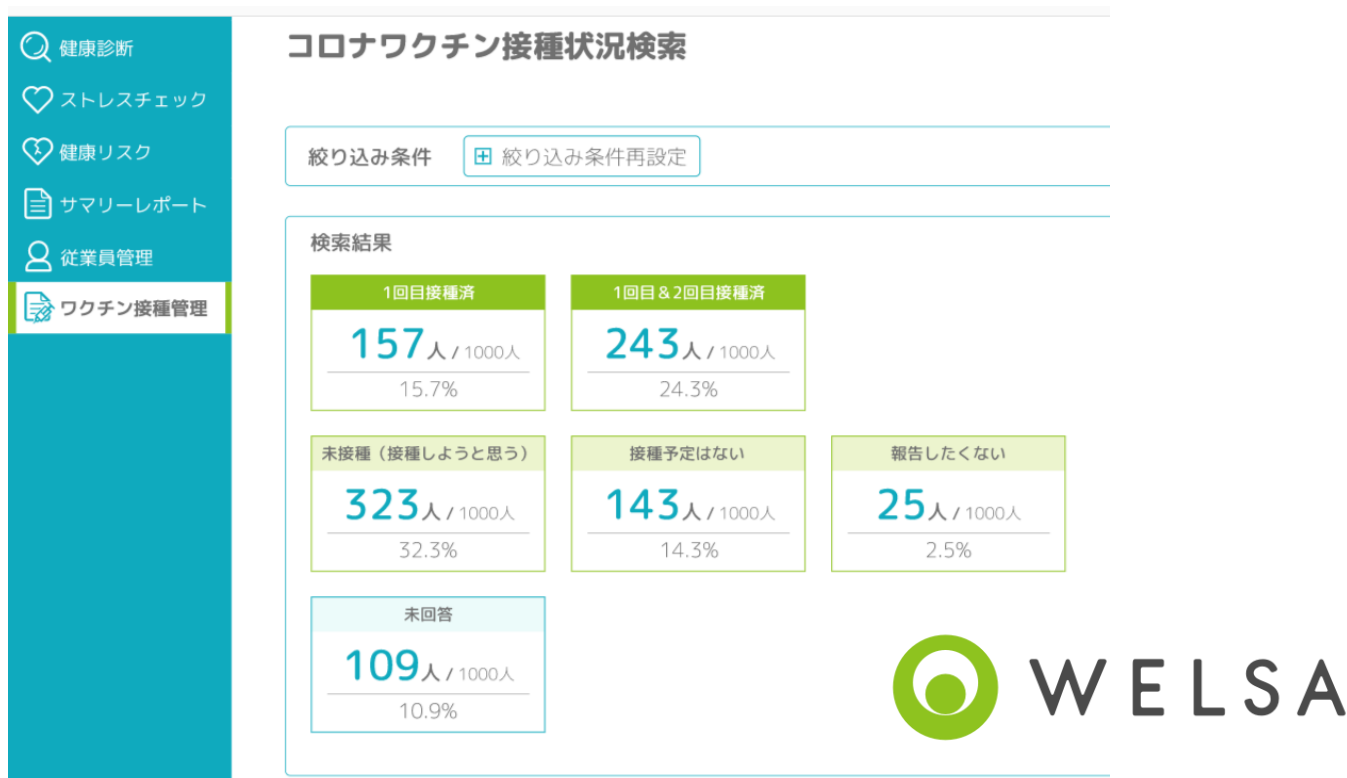 健康診断
ストレスチェック
健康リスク
サマリーレポート
従業員管理
ワクチン接種管理
コロナワクチン接種状況検索
絞り込み条件
絞り込み条件再設定
検索結果
1回目接種済
157人 / 1000人
15.7%
1回目&2回目接種済
243人 / 1000人
24.3%
未接種（接種しようと思う）
323人 / 1000人
32.3%
接種予定はない
143人 / 1000人
14.3%
報告したくない
25人 / 1000人
2.5%
未回答
109人 / 1000人
10.9%
WELSA